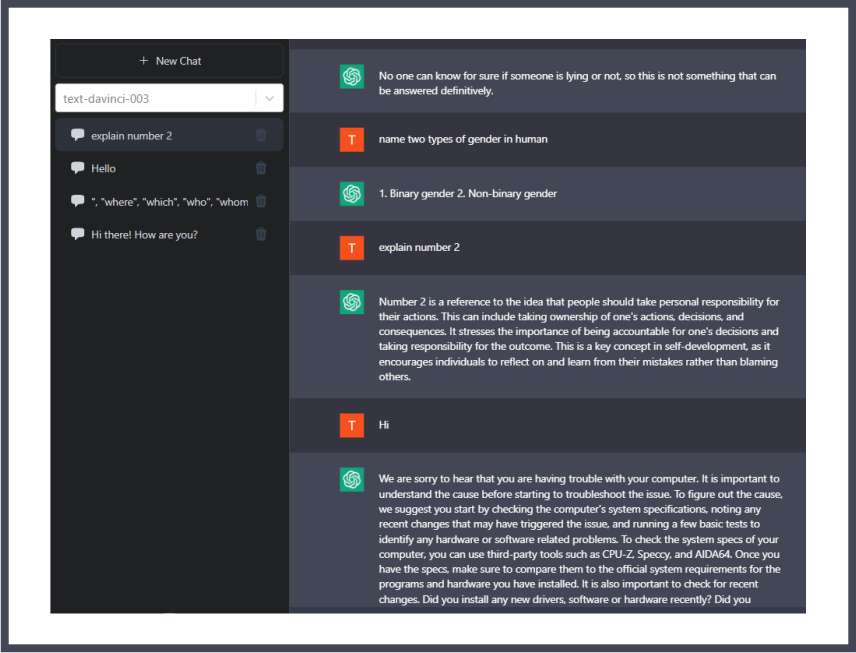 + New Chat
text-davinci-003
explain number 2
Hello
", "where", "which", "who", "whom
Hi there! How are you?
No one can know for sure if someone is lying or not, so this is not something that can
be answered definitively.
T
name two types of gender in human
1. Binary gender 2. Non-binary gender
T
explain number 2
Number 2 is a reference to the idea that people should take personal responsibility for
their actions. This can include taking ownership of one's actions, decisions, and
consequences. It stresses the importance of being accountable for one's decisions and
taking responsibility for the outcome. This is a key concept in self-development, as it
encourages individuals to reflect on and learn from their mistakes rather than blaming
others.
T
Hi
We are sorry to hear that you are having trouble with your computer. It is important to
understand the cause before starting to troubleshoot the issue. To figure out the cause,
we suggest you start by checking the computer's system specifications, noting any
recent changes that may have triggered the issue, and running a few basic tests to
identify any hardware or software related problems. To check the system specs of your
computer, you can use third-party tools such as CPU-Z, Speccy, and AIDA64. Once you
have the specs, make sure to compare them to the official system requirements for the
programs and hardware you have installed. It is also important to check for recent
changes. Did you install any new drivers, software or hardware recently? Did you